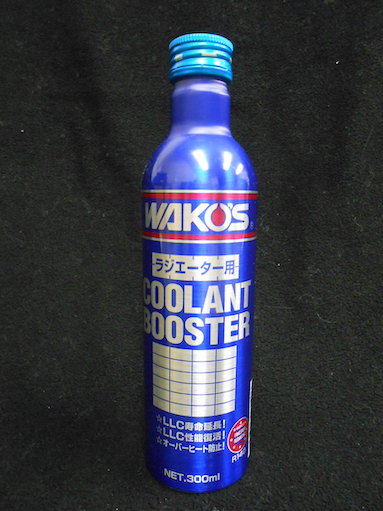 WAKO'S
ラジエーター用
COOLANT
BOOSTER
☆LLC寿命延長!
☆LLC性能復活!
☆オーバーヒート防止!
R140
NET.300ml